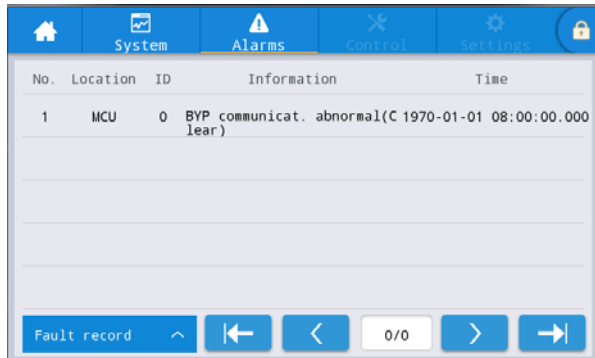 System Alarms Control Settings
No. Location ID Information Time
1 MCU 0 BYP communicat. abnormal(C 1970-01-01 08:00:00.000
lear)
Fault record 0/0